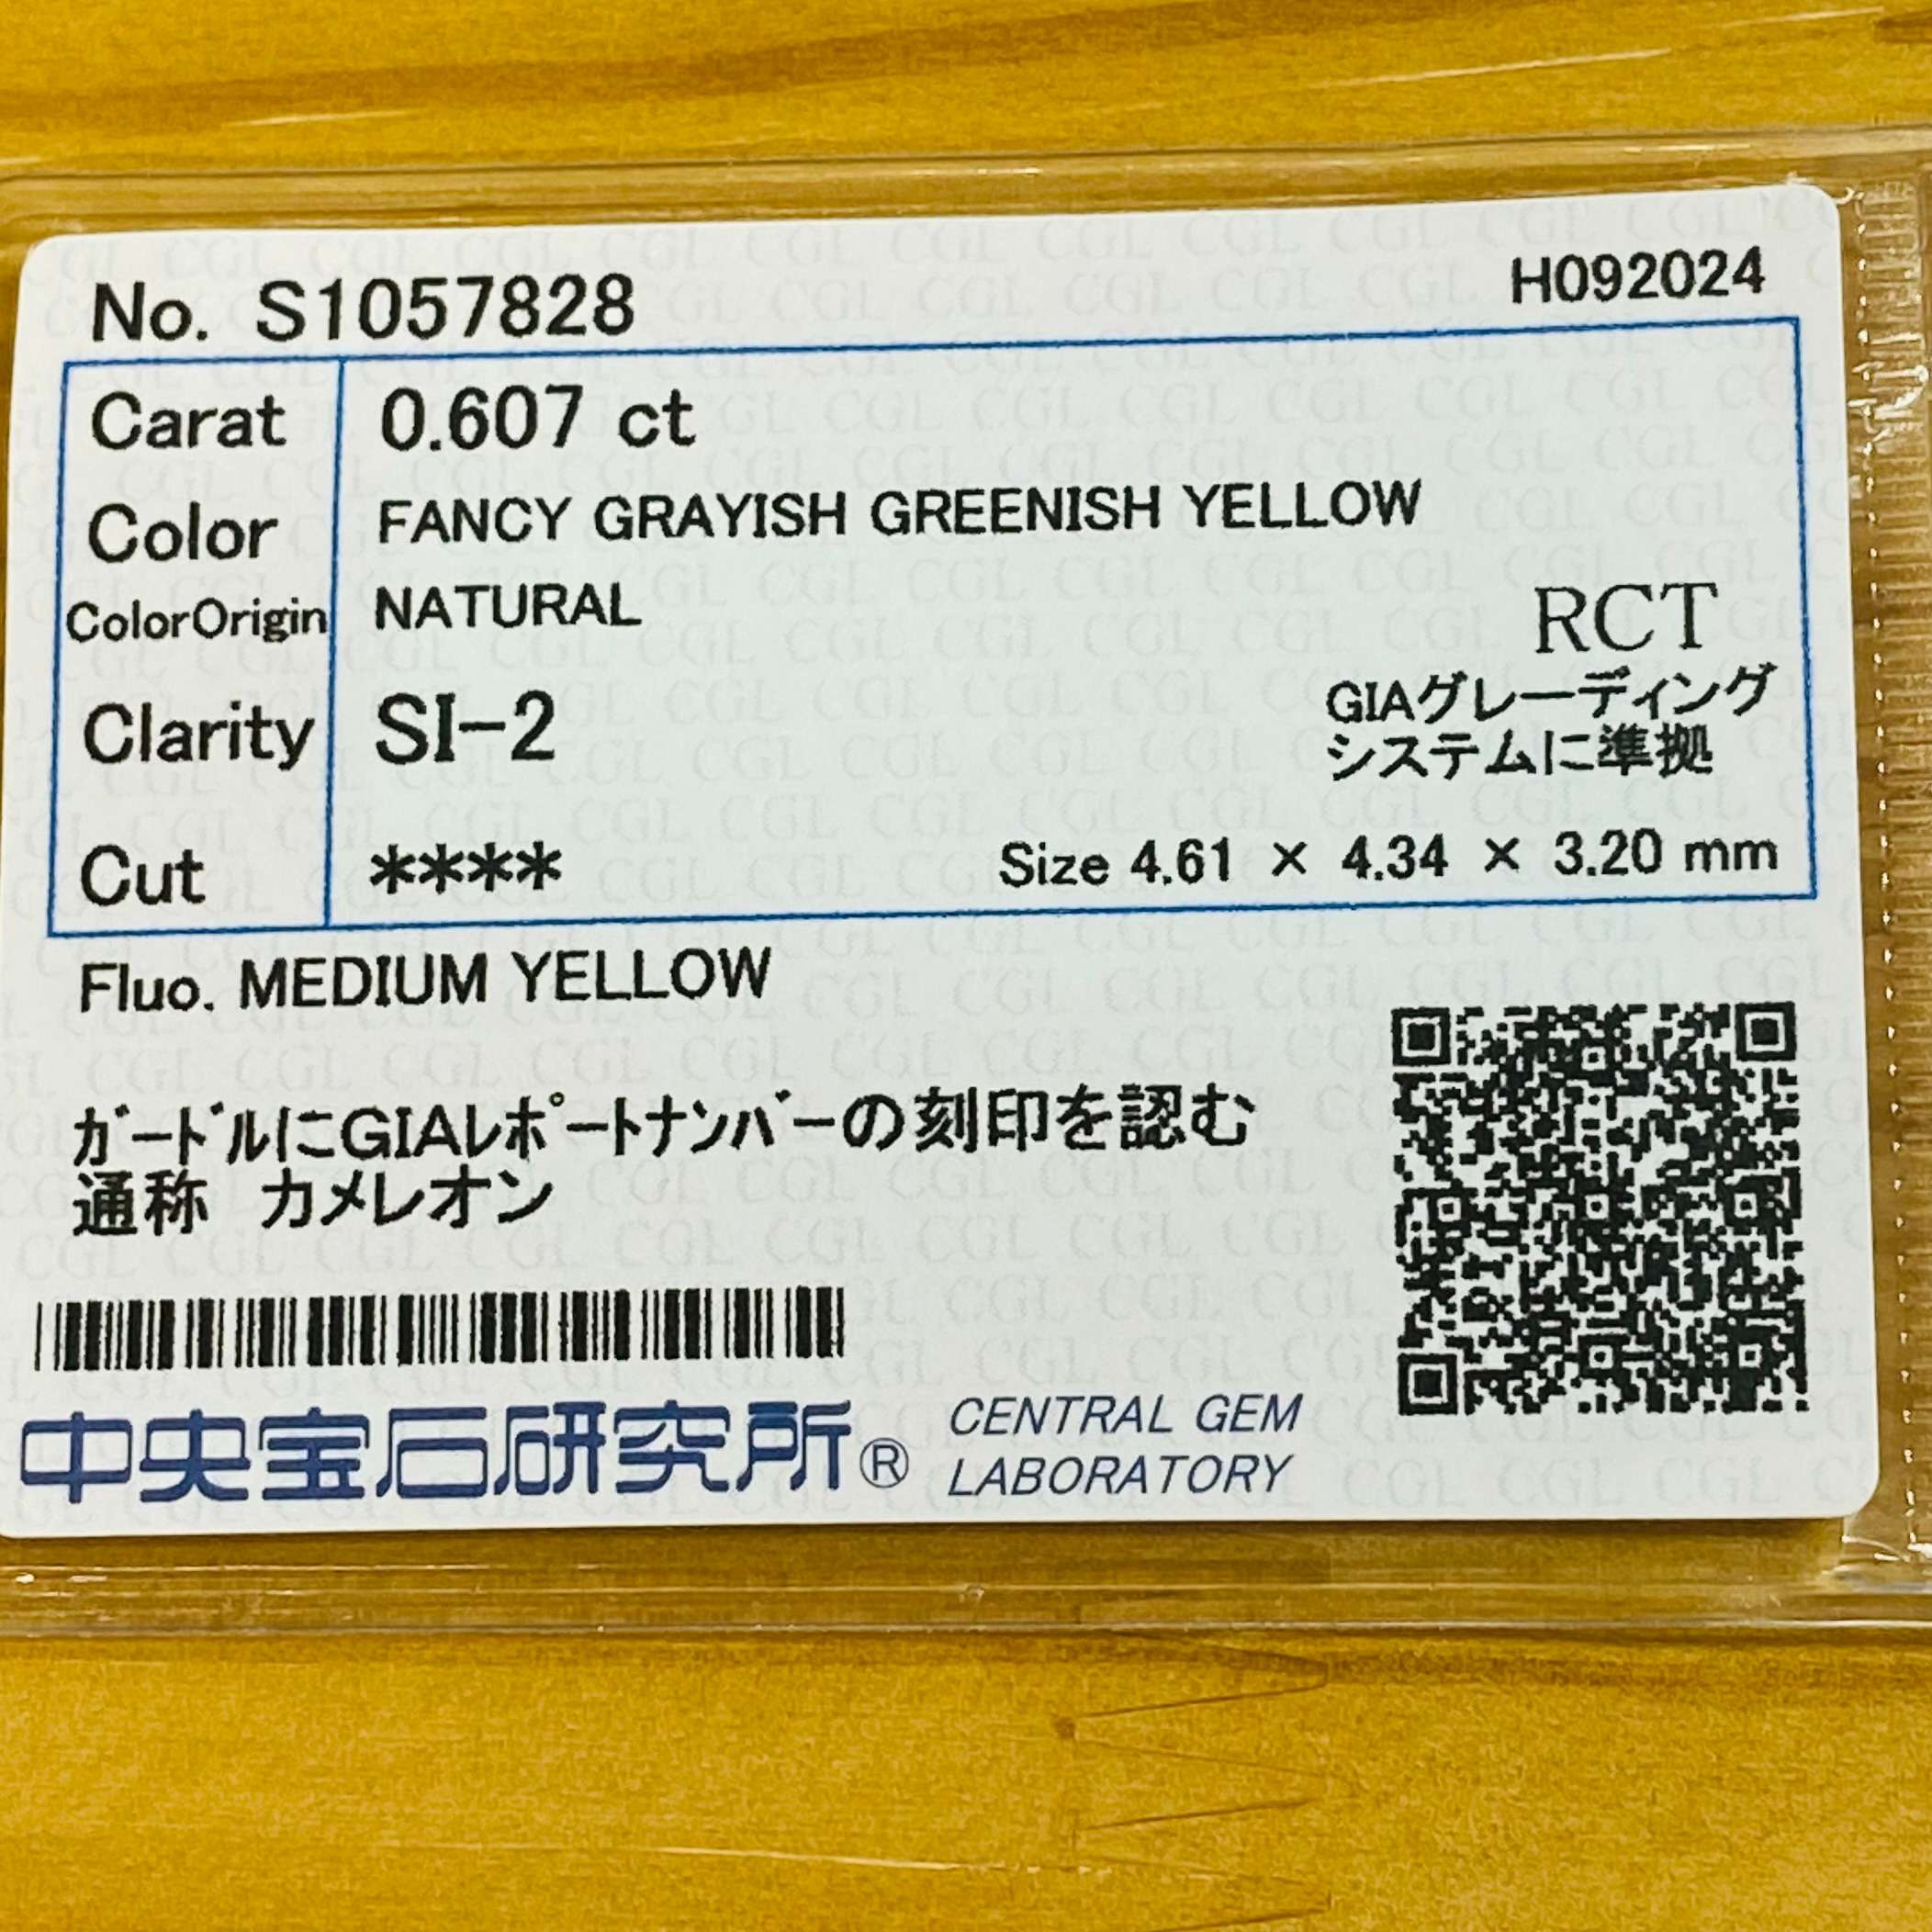 No. S1057828
H092024
Carat 0.607 ct
Color FANCY GRAYISH GREENISH YELLOW
ColorOrigin NATURAL
RCT
Clarity SI-2
GIAグレーディング
システムに準拠
Cut ****
Size 4.61 × 4.34 × 3.20 mm
Fluo. MEDIUM YELLOW
ｶﾞｰﾄﾞﾙにGIAﾚﾎﾟｰﾄﾅﾝﾊﾞｰの刻印を認む
通称 カメレオン
中央宝石研究所®
CENTRAL GEM
LABORATORY